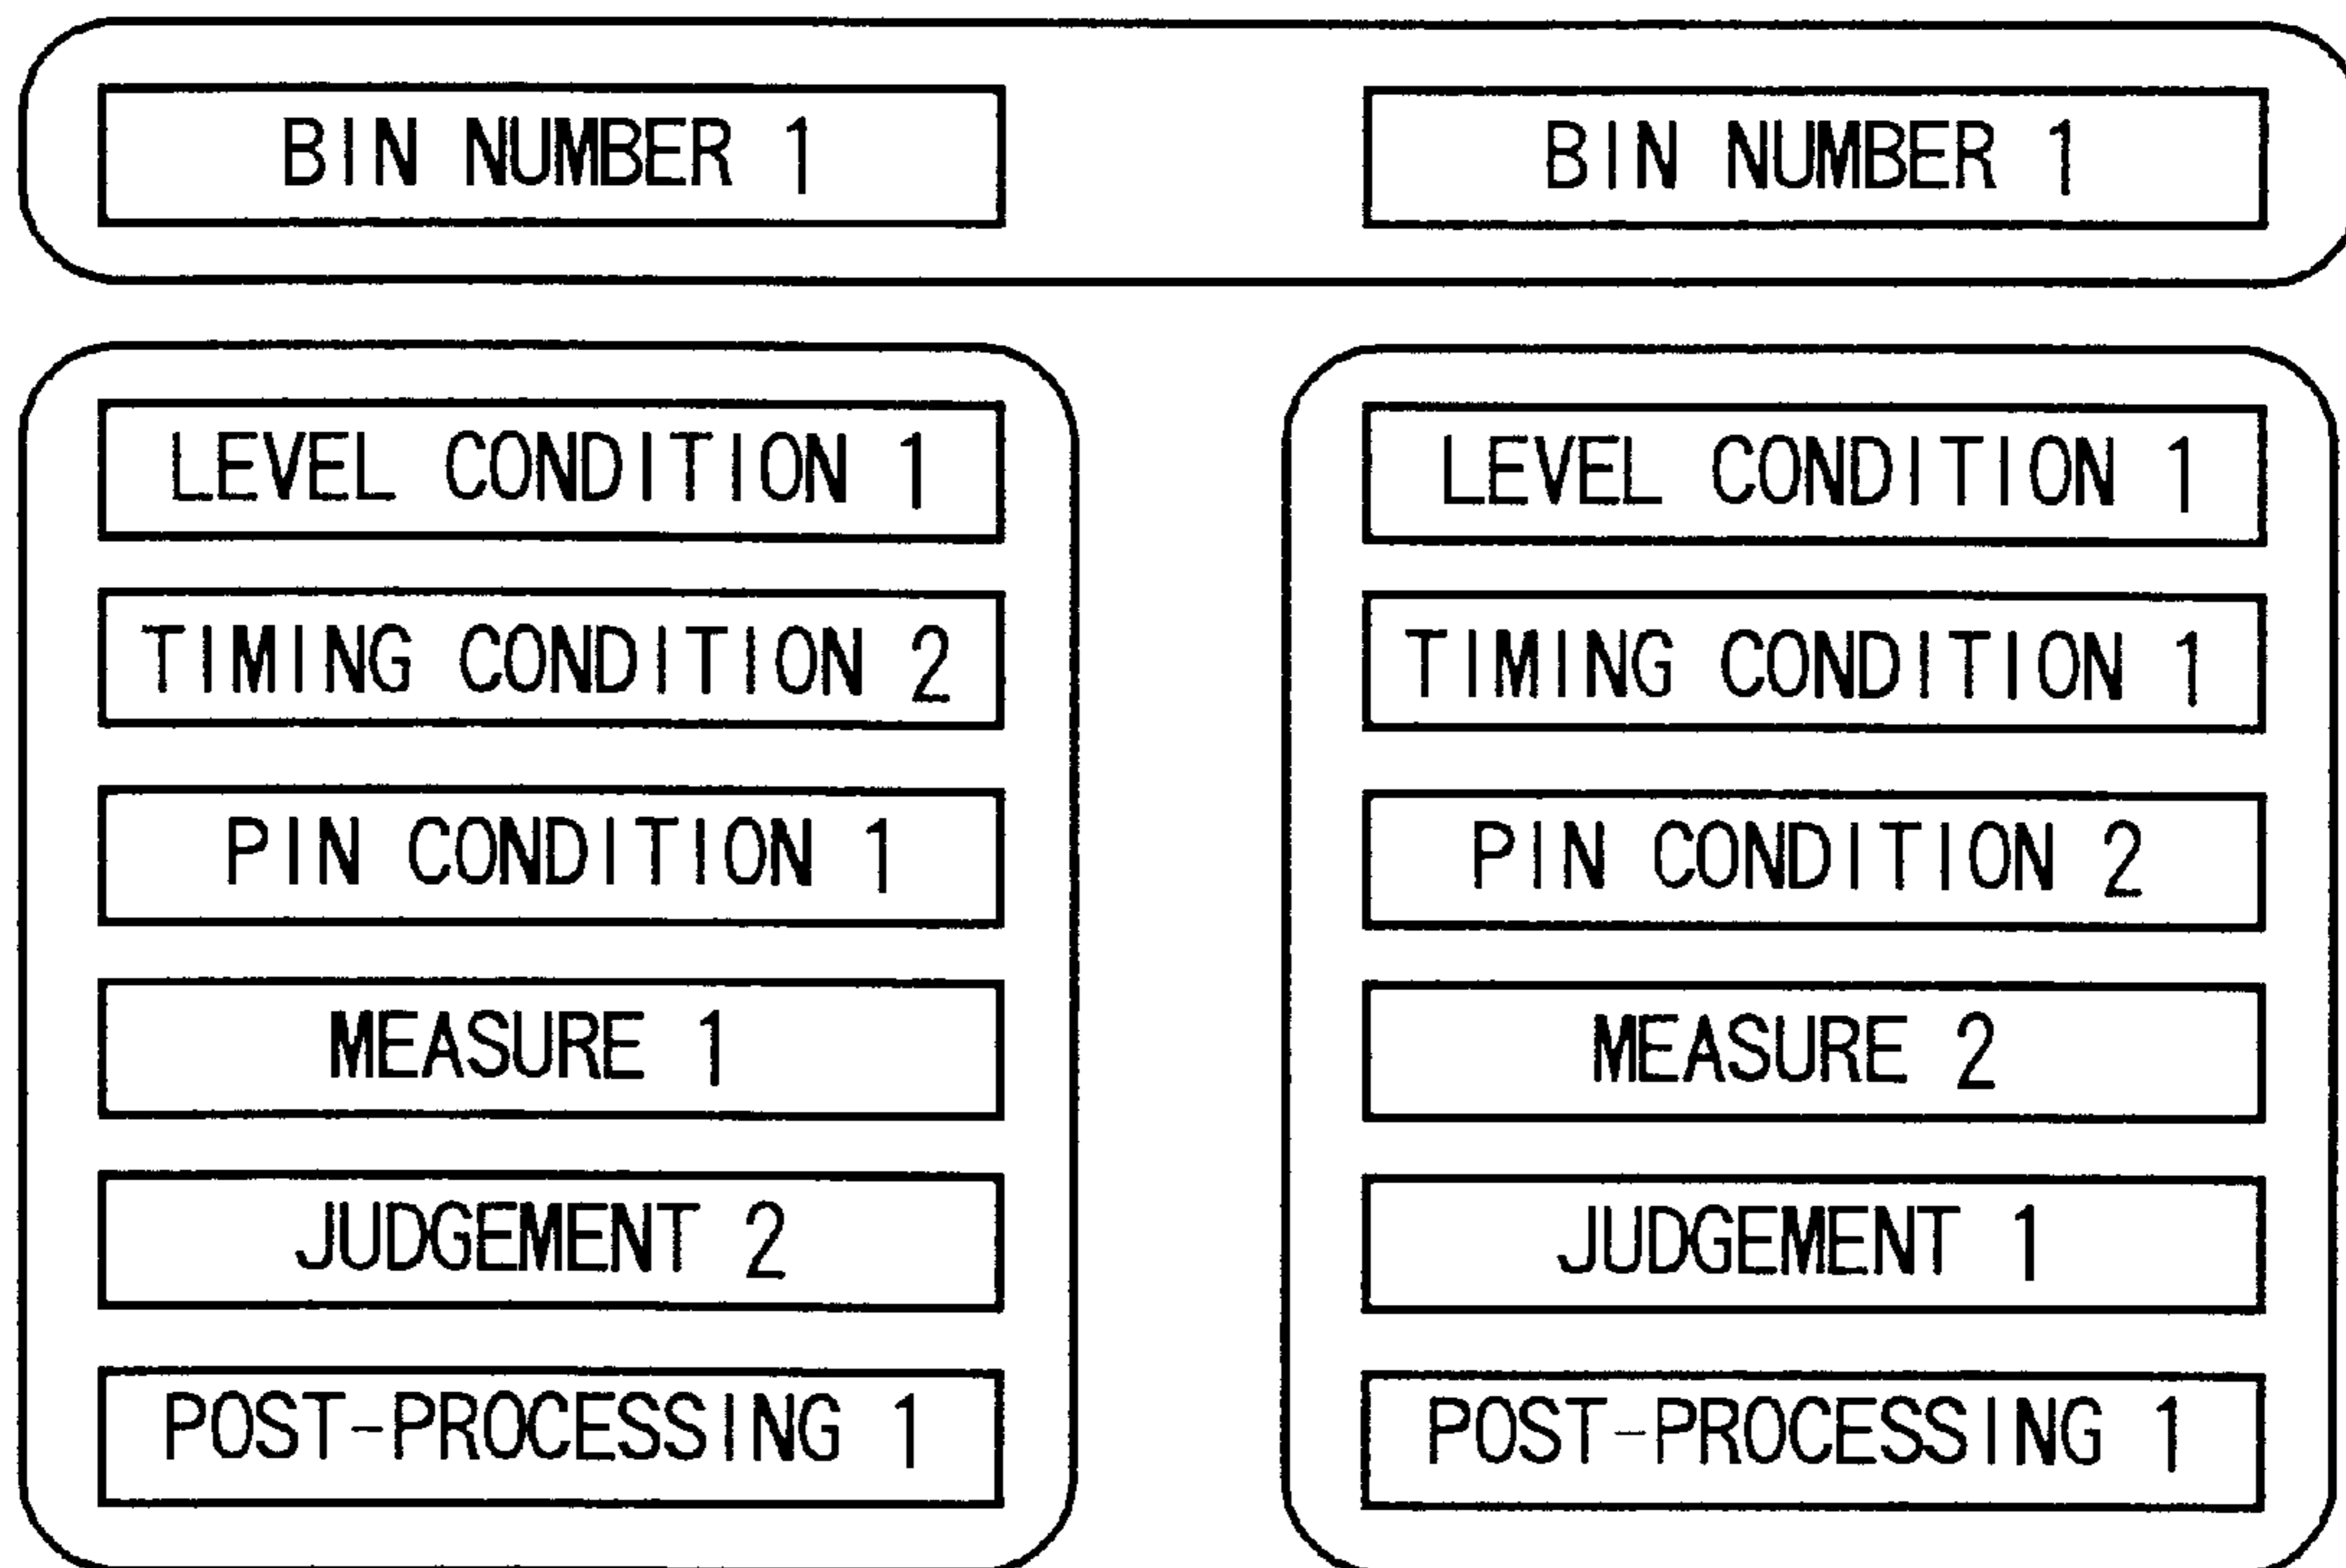 BIN NUMBER 1
BIN NUMBER 1
LEVEL CONDITION 1
TIMING CONDITION 2
PIN CONDITION 1
MEASURE 1
JUDGEMENT 2
POST-PROCESSING 1
LEVEL CONDITION 1
TIMING CONDITION 1
PIN CONDITION 2
MEASURE 2
JUDGEMENT 1
POST-PROCESSING 1